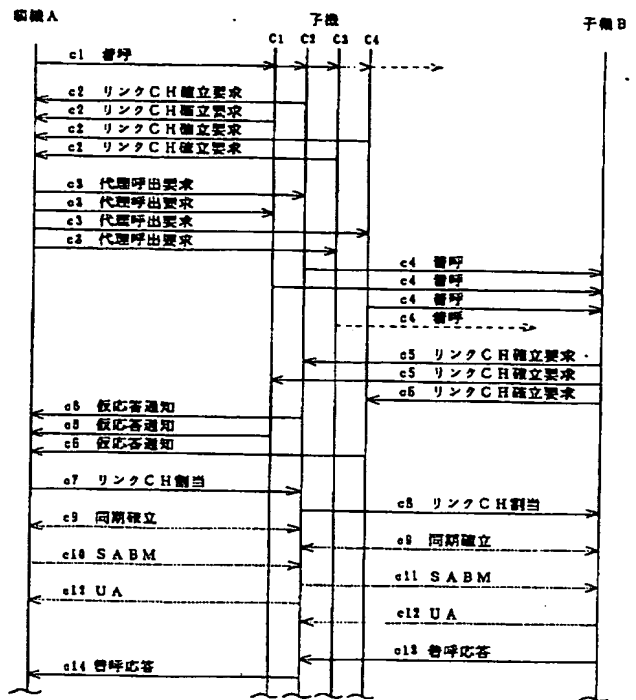 親機A
子機
子機B
C1 C2 C3 C4
c1 着呼
c2 リンクCH確立要求
c2 リンクCH確立要求
c2 リンクCH確立要求
c2 リンクCH確立要求
c3 代理呼出要求
c3 代理呼出要求
c3 代理呼出要求
c3 代理呼出要求
c4 着呼
c4 着呼
c4 着呼
c4 着呼
c5 リンクCH確立要求
c5 リンクCH確立要求
c5 リンクCH確立要求
c6 仮応答通知
c6 仮応答通知
c6 仮応答通知
c7 リンクCH割当
c8 リンクCH割当
c9 同期確立
c9 同期確立
c10 SABM
c11 SABM
c12 UA
c12 UA
c13 着呼応答
c14 着呼応答